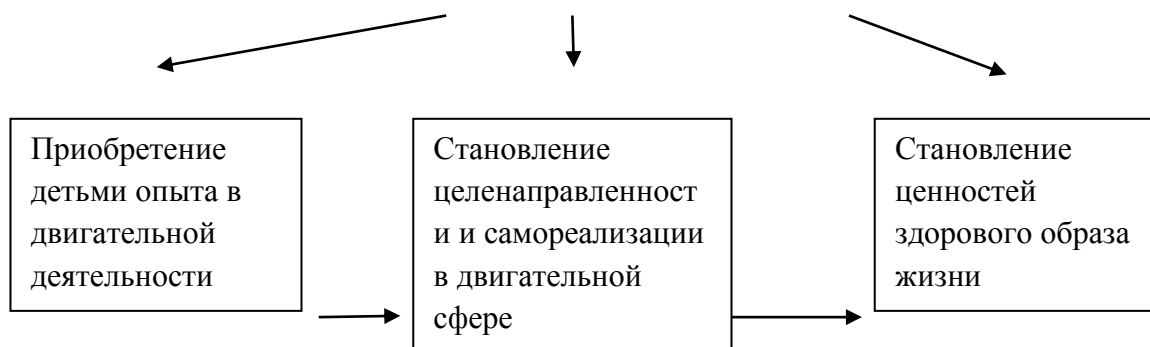 Приобретение
детьми опыта в
двигательной
деятельности
Становление
целенаправленност
и и самореализации
в двигательной
сфере
Становление
ценностей
здорового образа
жизни